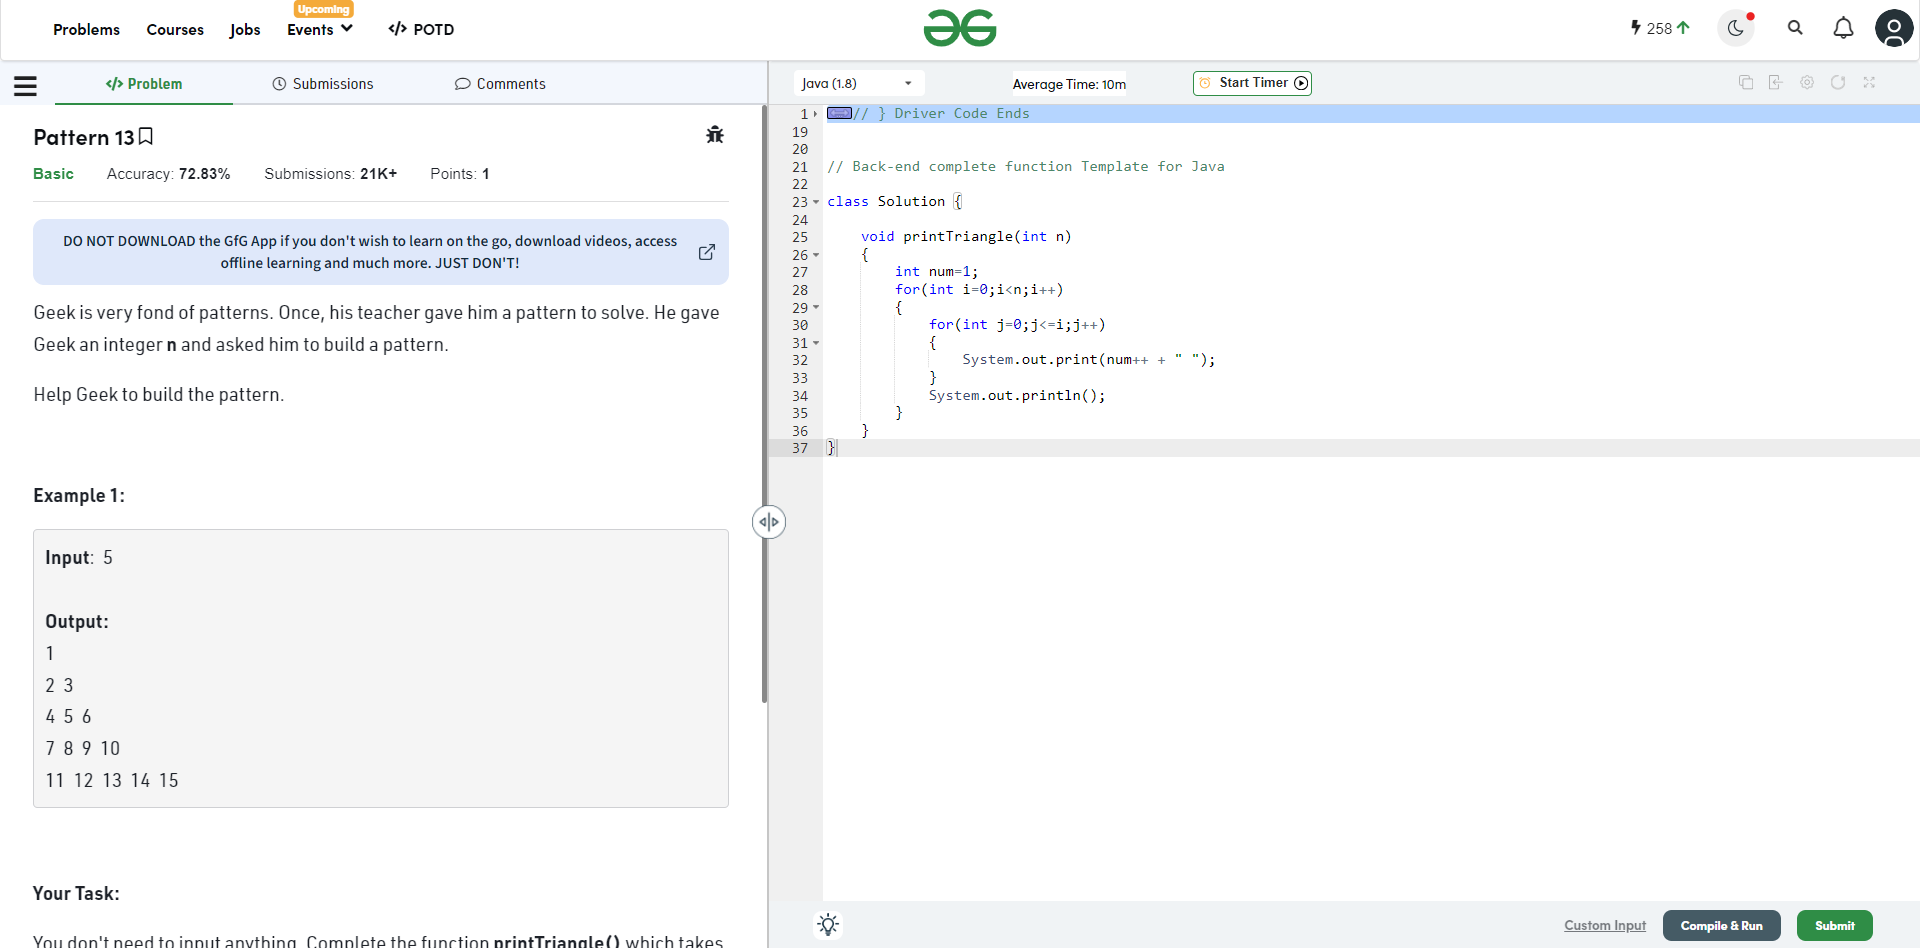 Problems Courses Jobs Events Upcoming </> POTD
258
</> Problem Submissions Comments
Pattern 13
Basic Accuracy: 72.83% Submissions: 21K+ Points: 1
DO NOT DOWNLOAD the GfG App if you don't wish to learn on the go, download videos, access
offline learning and much more. JUST DON'T!
Geek is very fond of patterns. Once, his teacher gave him a pattern to solve. He gave
Geek an integer n and asked him to build a pattern.
Help Geek to build the pattern.
Example 1:
Input: 5
Output:
1
2 3
4 5 6
7 8 9 10
11 12 13 14 15
Your Task:
You don't need to input anything. Complete the function printTriangle() which takes
Java (1.8) Average Time: 10m Start Timer
1 // } Driver Code Ends
19
20
21 // Back-end complete function Template for Java
22
23 class Solution {
24
25     void printTriangle(int n)
26     {
27         int num=1;
28         for(int i=0;i<n;i++)
29         {
30             for(int j=0;j<=i;j++)
31             {
32                 System.out.print(num++ + " ");
33             }
34             System.out.println();
35         }
36     }
37 }
Custom Input Compile & Run Submit